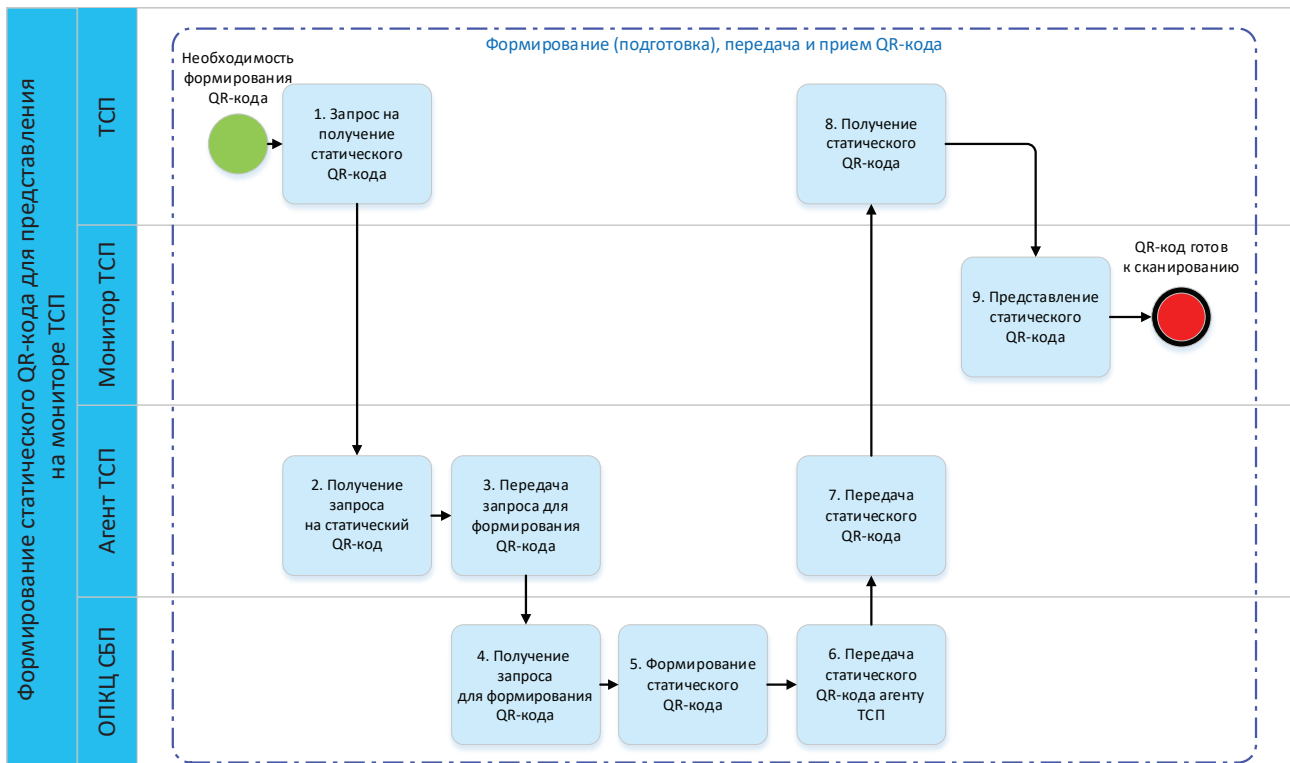 Формирование статического QR-кода для представления
на мониторе ТСП
ТСП
Монитор ТСП
Агент ТСП
ОПКЦ СБП
Формирование (подготовка), передача и прием QR-кода
Необходимость
формирования
QR-кода
1. Запрос на
получение
статического
QR-кода
2. Получение
запроса
на статический
QR-код
3. Передача
запроса для
формирования
QR-кода
4. Получение
запроса
для формирования
QR-кода
5. Формирование
статического
QR-кода
6. Передача
статического
QR-кода агенту
ТСП
7. Передача
статического
QR-кода
8. Получение
статического
QR-кода
9. Представление
статического
QR-кода
QR-код готов
к сканированию